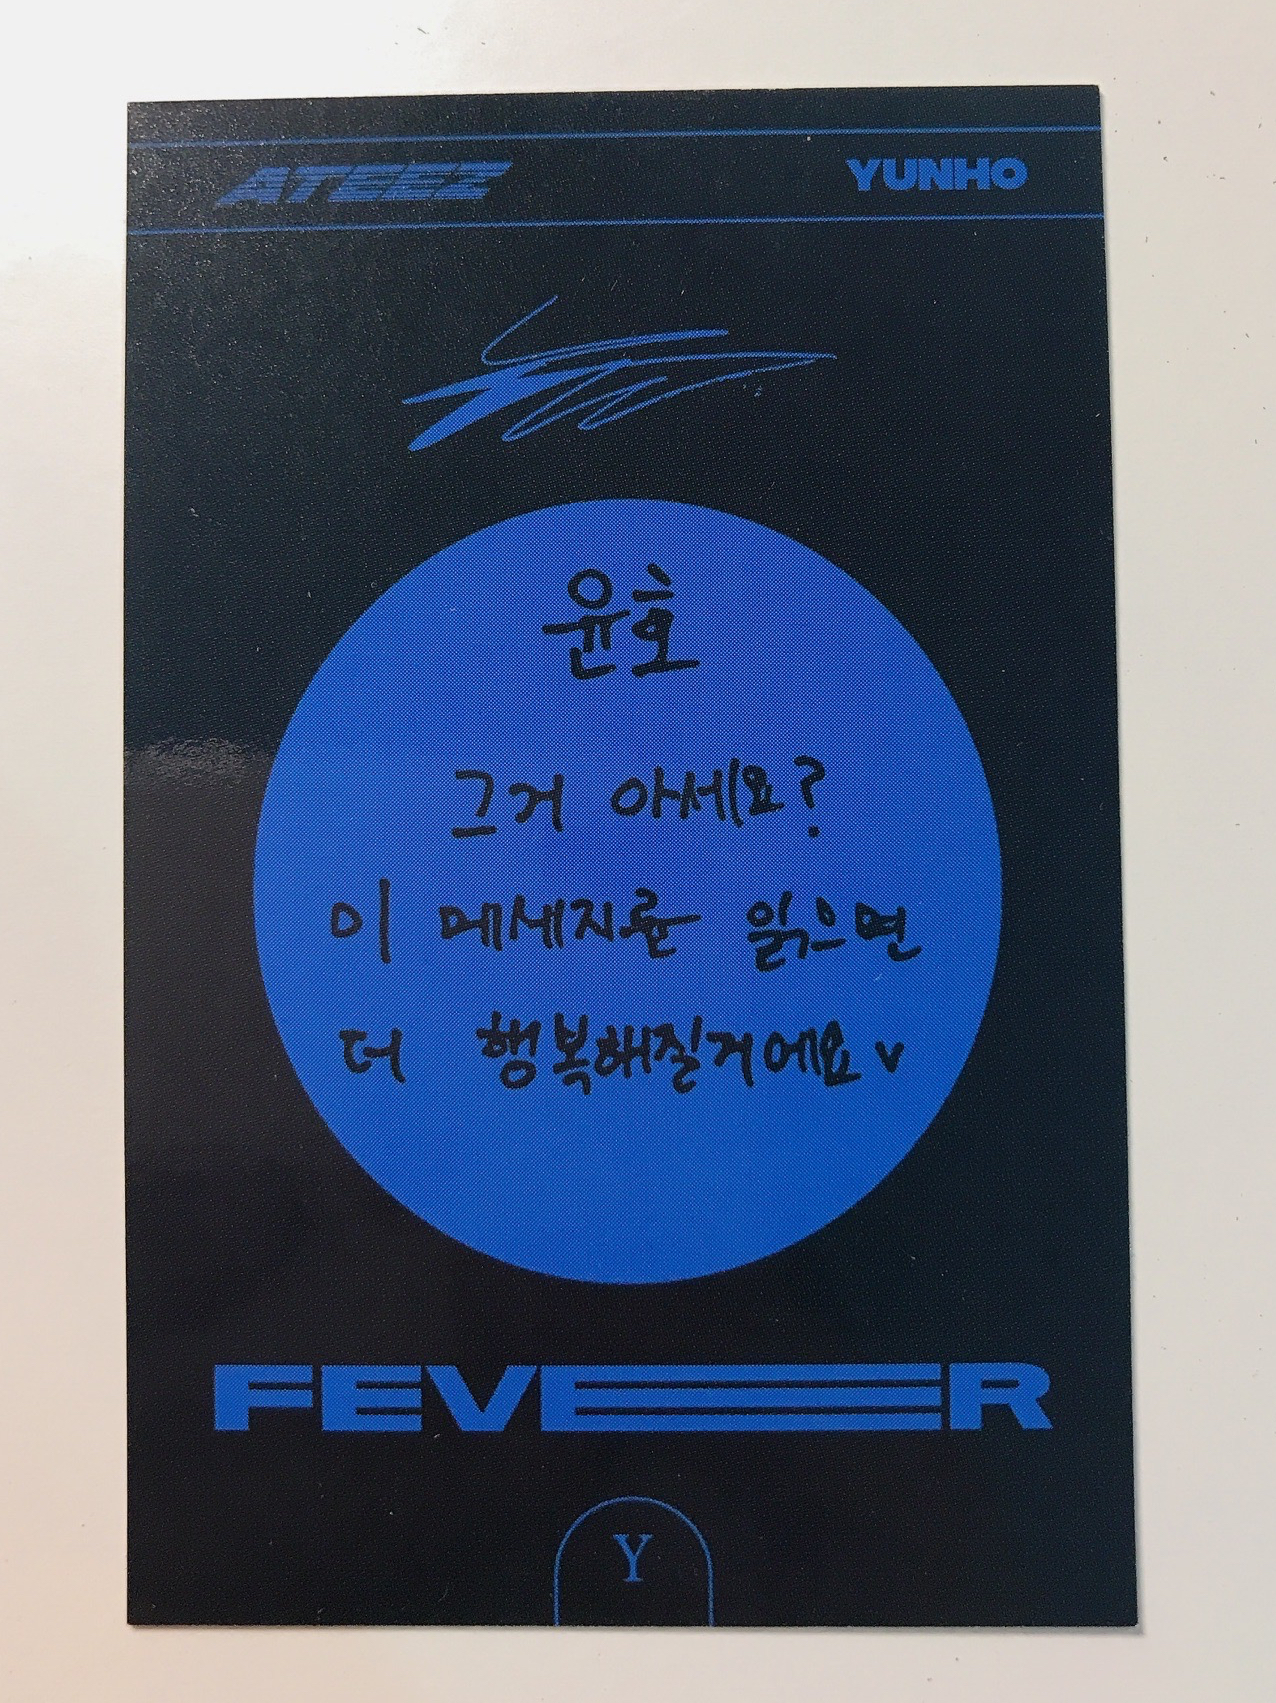 ATEEZ YUNHO
윤호
그거 아세요?
이 메세지를 읽으면
더 행복해질거에요 v
FEVER
Y